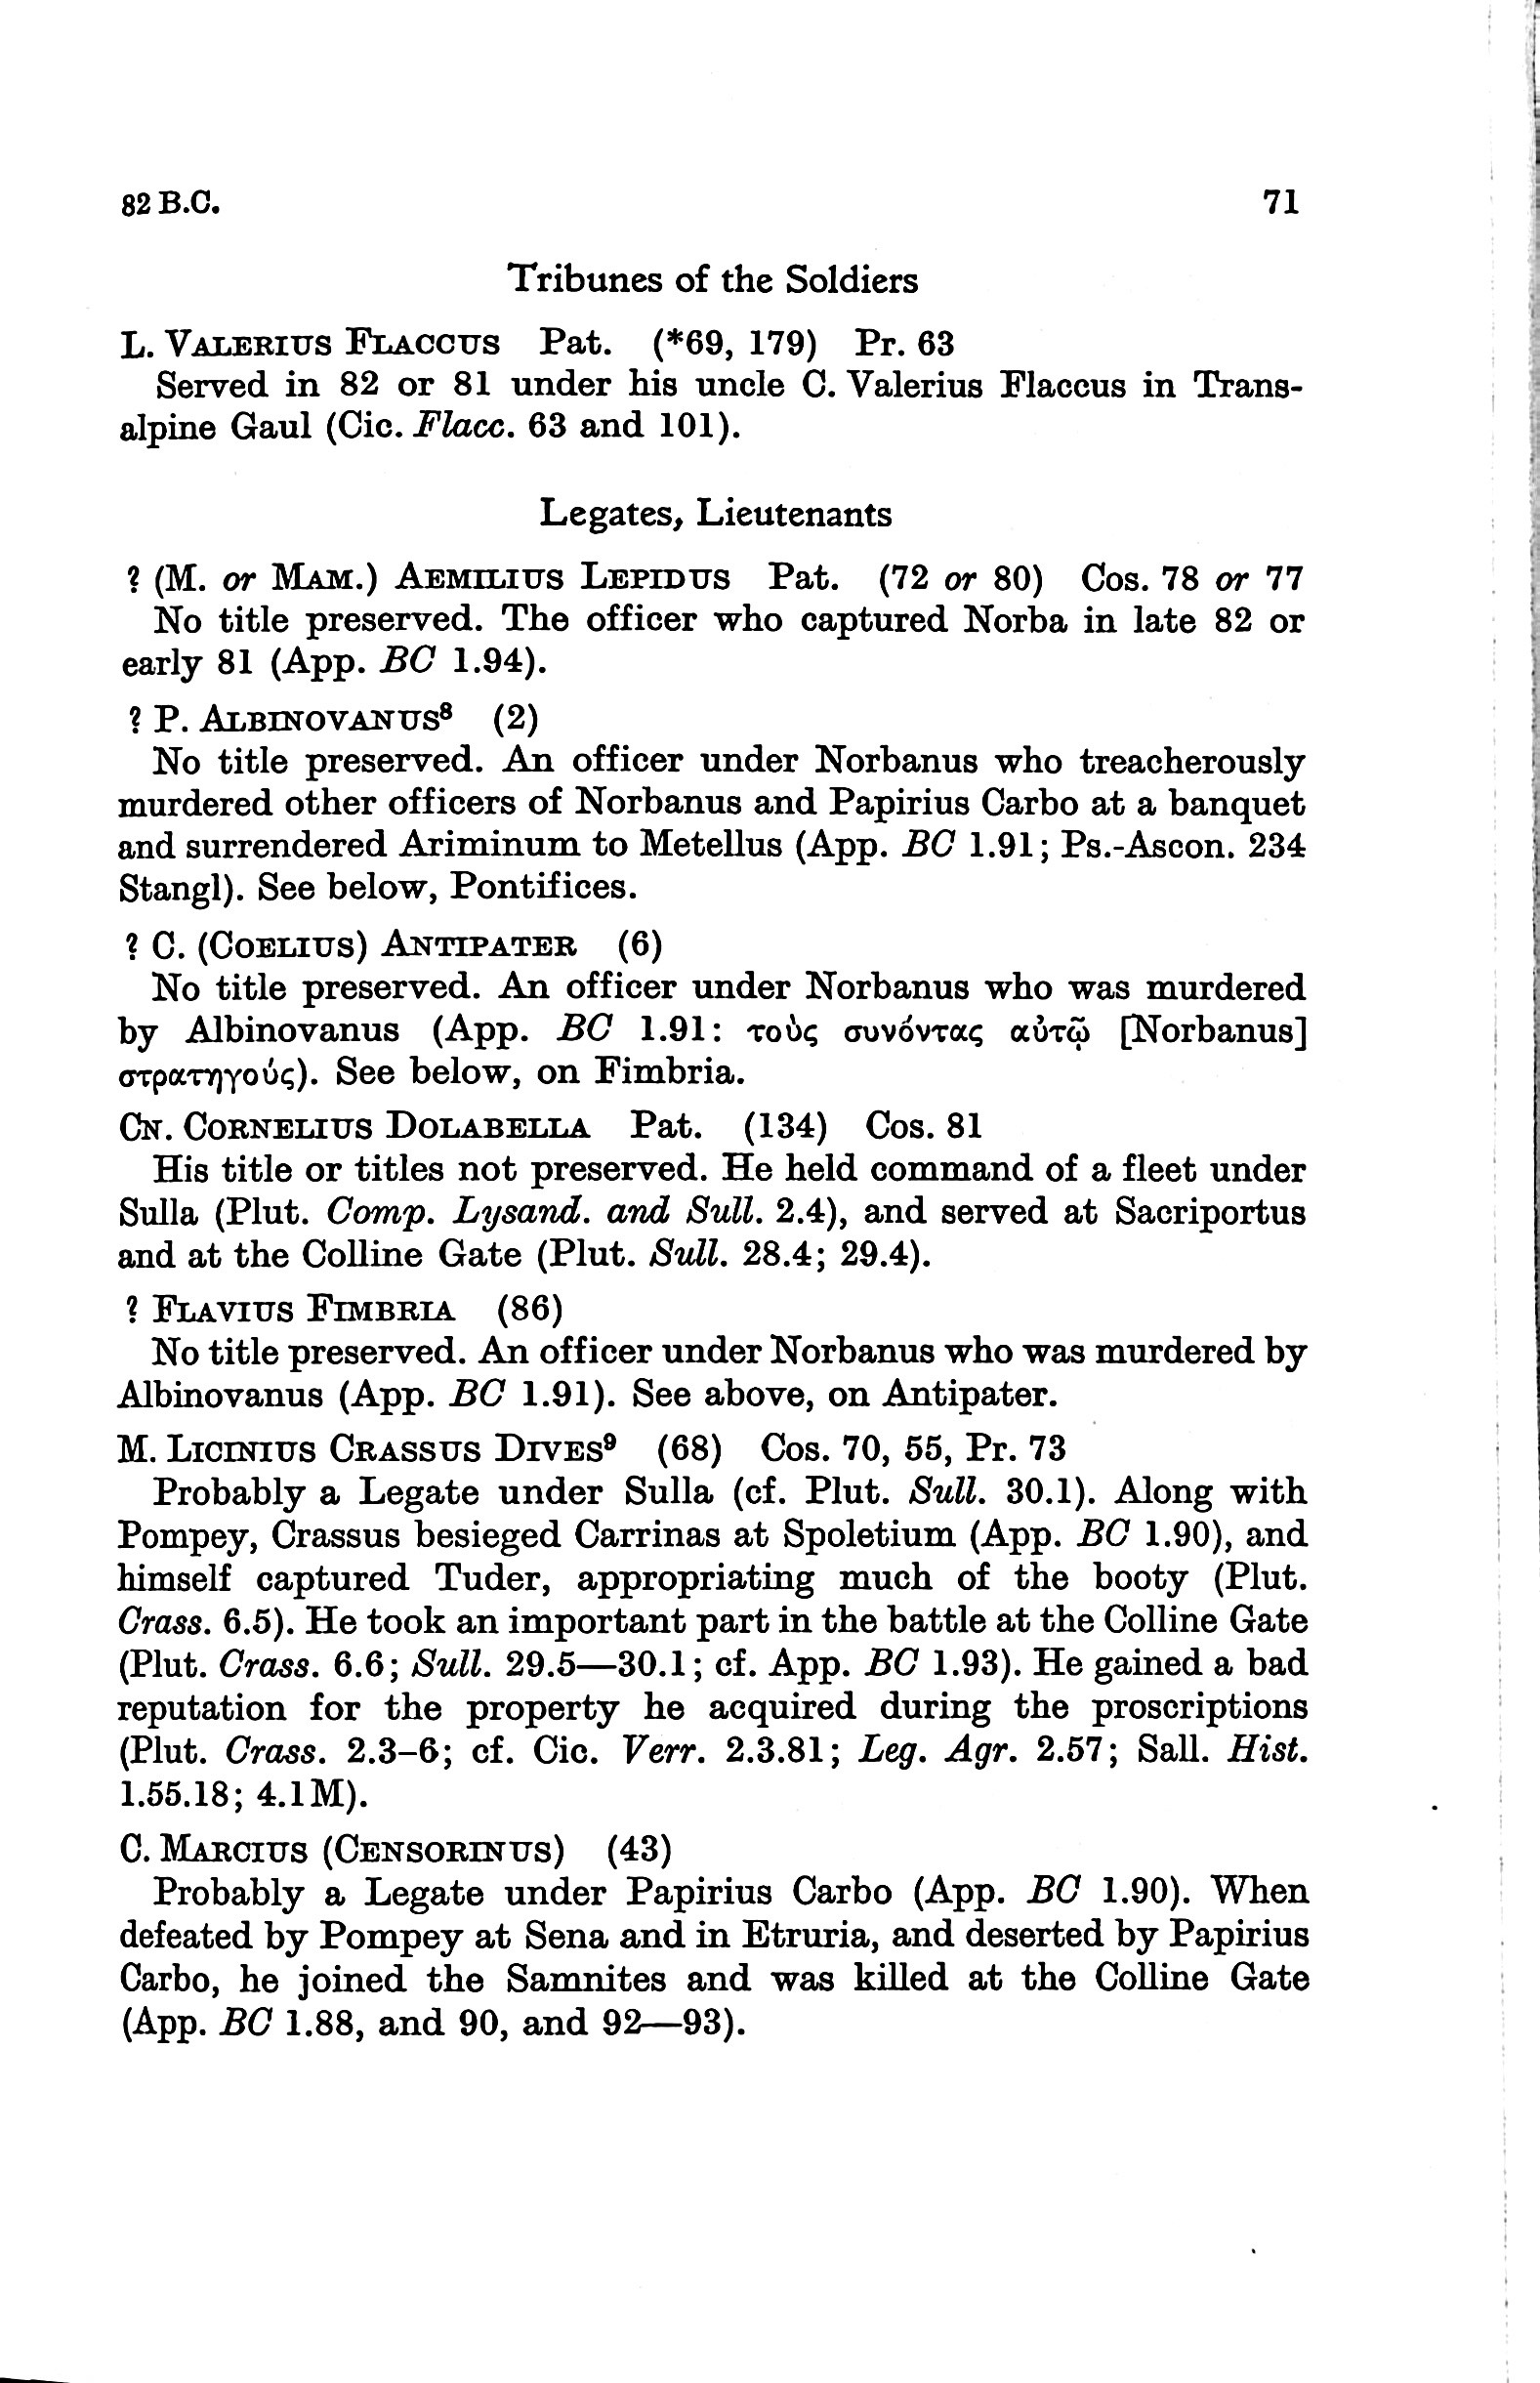 82 B.C. 71
Tribunes of the Soldiers
L. VALERIUS FLACCUS Pat. (*69, 179) Pr. 63
Served in 82 or 81 under his uncle C. Valerius Flaccus in Trans-
alpine Gaul (Cic. Flacc. 63 and 101).
Legates, Lieutenants
? (M. or MAM.) AEMILIUS LEPIDUS Pat. (72 or 80) Cos. 78 or 77
No title preserved. The officer who captured Norba in late 82 or
early 81 (App. BC 1.94).
? P. ALBINOVANUS⁸ (2)
No title preserved. An officer under Norbanus who treacherously
murdered other officers of Norbanus and Papirius Carbo at a banquet
and surrendered Ariminum to Metellus (App. BC 1.91; Ps.-Ascon. 234
Stangl). See below, Pontifices.
? C. (COELIUS) ANTIPATER (6)
No title preserved. An officer under Norbanus who was murdered
by Albinovanus (App. BC 1.91: τοὺς συνόντας αὐτῷ [Norbanus]
στρατηγούς). See below, on Fimbria.
CN. CORNELIUS DOLABELLA Pat. (134) Cos. 81
His title or titles not preserved. He held command of a fleet under
Sulla (Plut. Comp. Lysand. and Sull. 2.4), and served at Sacriportus
and at the Colline Gate (Plut. Sull. 28.4; 29.4).
? FLAVIUS FIMBRIA (86)
No title preserved. An officer under Norbanus who was murdered by
Albinovanus (App. BC 1.91). See above, on Antipater.
M. LICINIUS CRASSUS DIVES⁹ (68) Cos. 70, 55, Pr. 73
Probably a Legate under Sulla (cf. Plut. Sull. 30.1). Along with
Pompey, Crassus besieged Carrinas at Spoletium (App. BC 1.90), and
himself captured Tuder, appropriating much of the booty (Plut.
Crass. 6.5). He took an important part in the battle at the Colline Gate
(Plut. Crass. 6.6; Sull. 29.5—30.1; cf. App. BC 1.93). He gained a bad
reputation for the property he acquired during the proscriptions
(Plut. Crass. 2.3–6; cf. Cic. Verr. 2.3.81; Leg. Agr. 2.57; Sall. Hist.
1.55.18; 4.1M).
C. MARCIUS (CENSORINUS) (43)
Probably a Legate under Papirius Carbo (App. BC 1.90). When
defeated by Pompey at Sena and in Etruria, and deserted by Papirius
Carbo, he joined the Samnites and was killed at the Colline Gate
(App. BC 1.88, and 90, and 92—93).